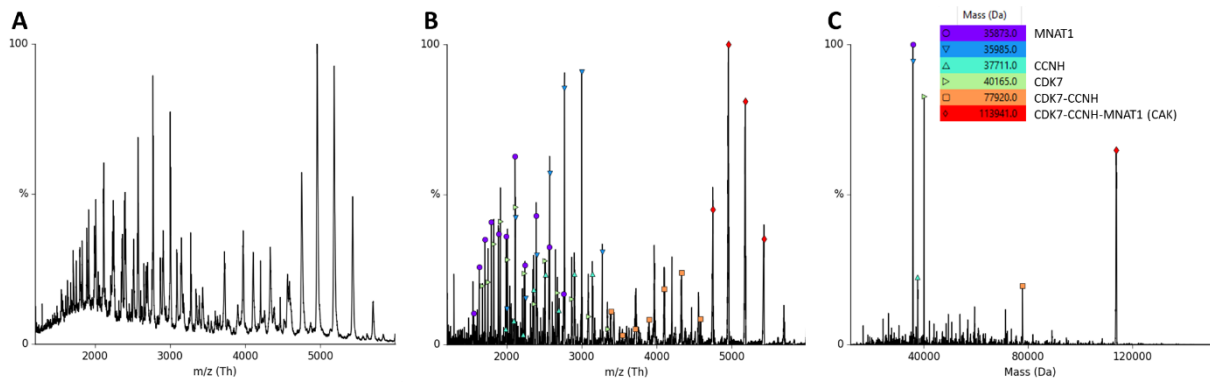 A
100
%
0
2000
3000
4000
5000
m/z (Th)
B
100
%
0
2000
3000
4000
5000
m/z (Th)
C
100
%
0
40000
80000
120000
Mass (Da)
Mass (Da)
35873.0 MNAT1
35985.0
37711.0 CCNH
40165.0 CDK7
77920.0 CDK7-CCNH
113941.0 CDK7-CCNH-MNAT1 (CAK)